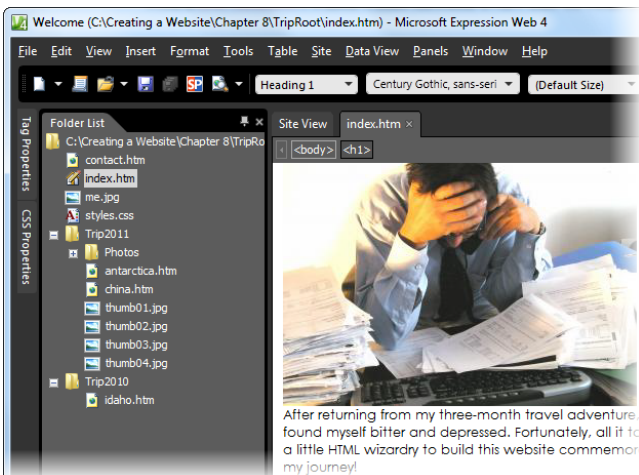 Welcome (C:\Creating a Website\Chapter 8\TripRoot\index.htm) - Microsoft Expression Web 4
File Edit View Insert Format Tools Table Site Data View Panels Window Help
SP Heading 1 Century Gothic, sans-seri (Default Size)
Tag Properties
CSS Properties
Folder List
C:\Creating a Website\Chapter 8\TripRo
contact.htm
index.htm
me.jpg
styles.css
Trip2011
Photos
antarctica.htm
china.htm
thumb01.jpg
thumb02.jpg
thumb03.jpg
thumb04.jpg
Trip2010
idaho.htm
Site View index.htm ×
<body> <h1>
After returning from my three-month travel adventure,
found myself bitter and depressed. Fortunately, all it to
a little HTML wizardry to build this website commemor
my journey!